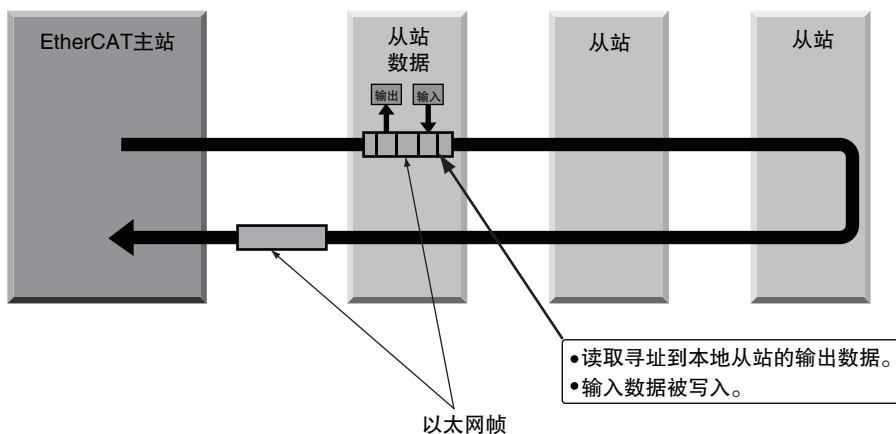 EtherCAT主站
从站
数据
输出
输入
从站
从站
●读取寻址到本地从站的输出数据。
●输入数据被写入。
以太网帧